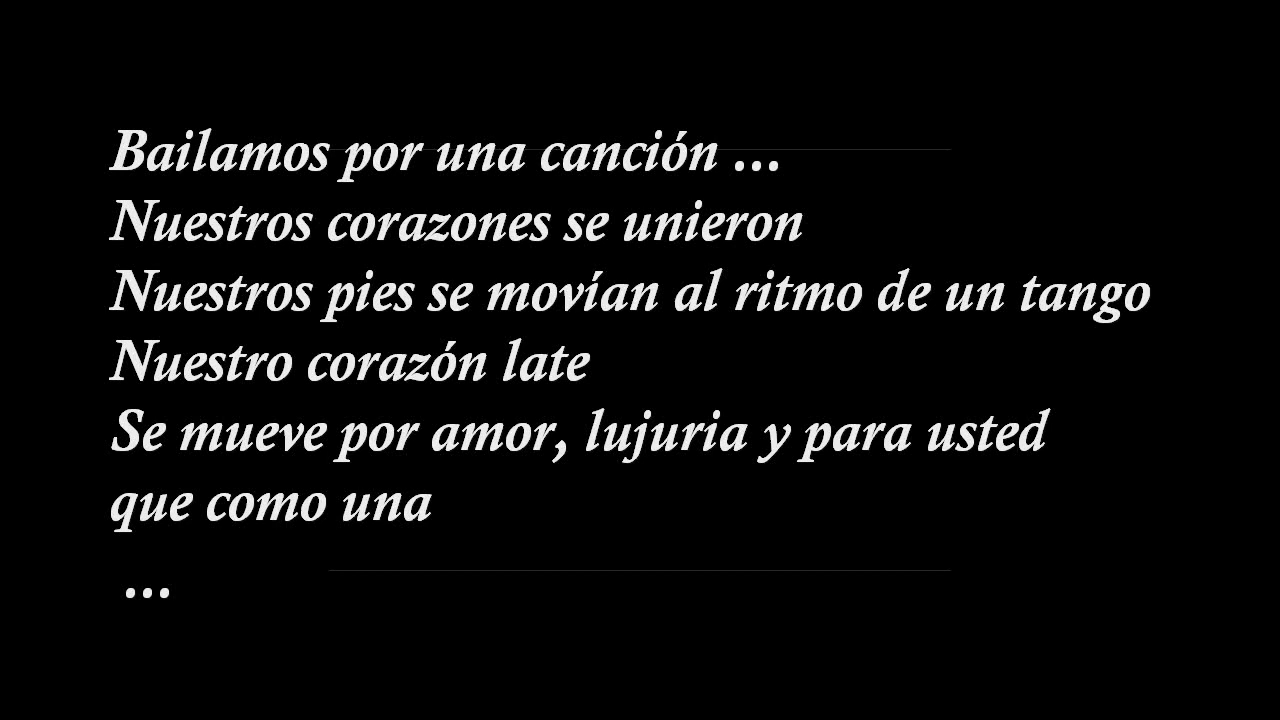 Bailamos por una canción ...
Nuestros corazones se unieron
Nuestros pies se movían al ritmo de un tango
Nuestro corazón late
Se mueve por amor, lujuria y para usted
que como una
...